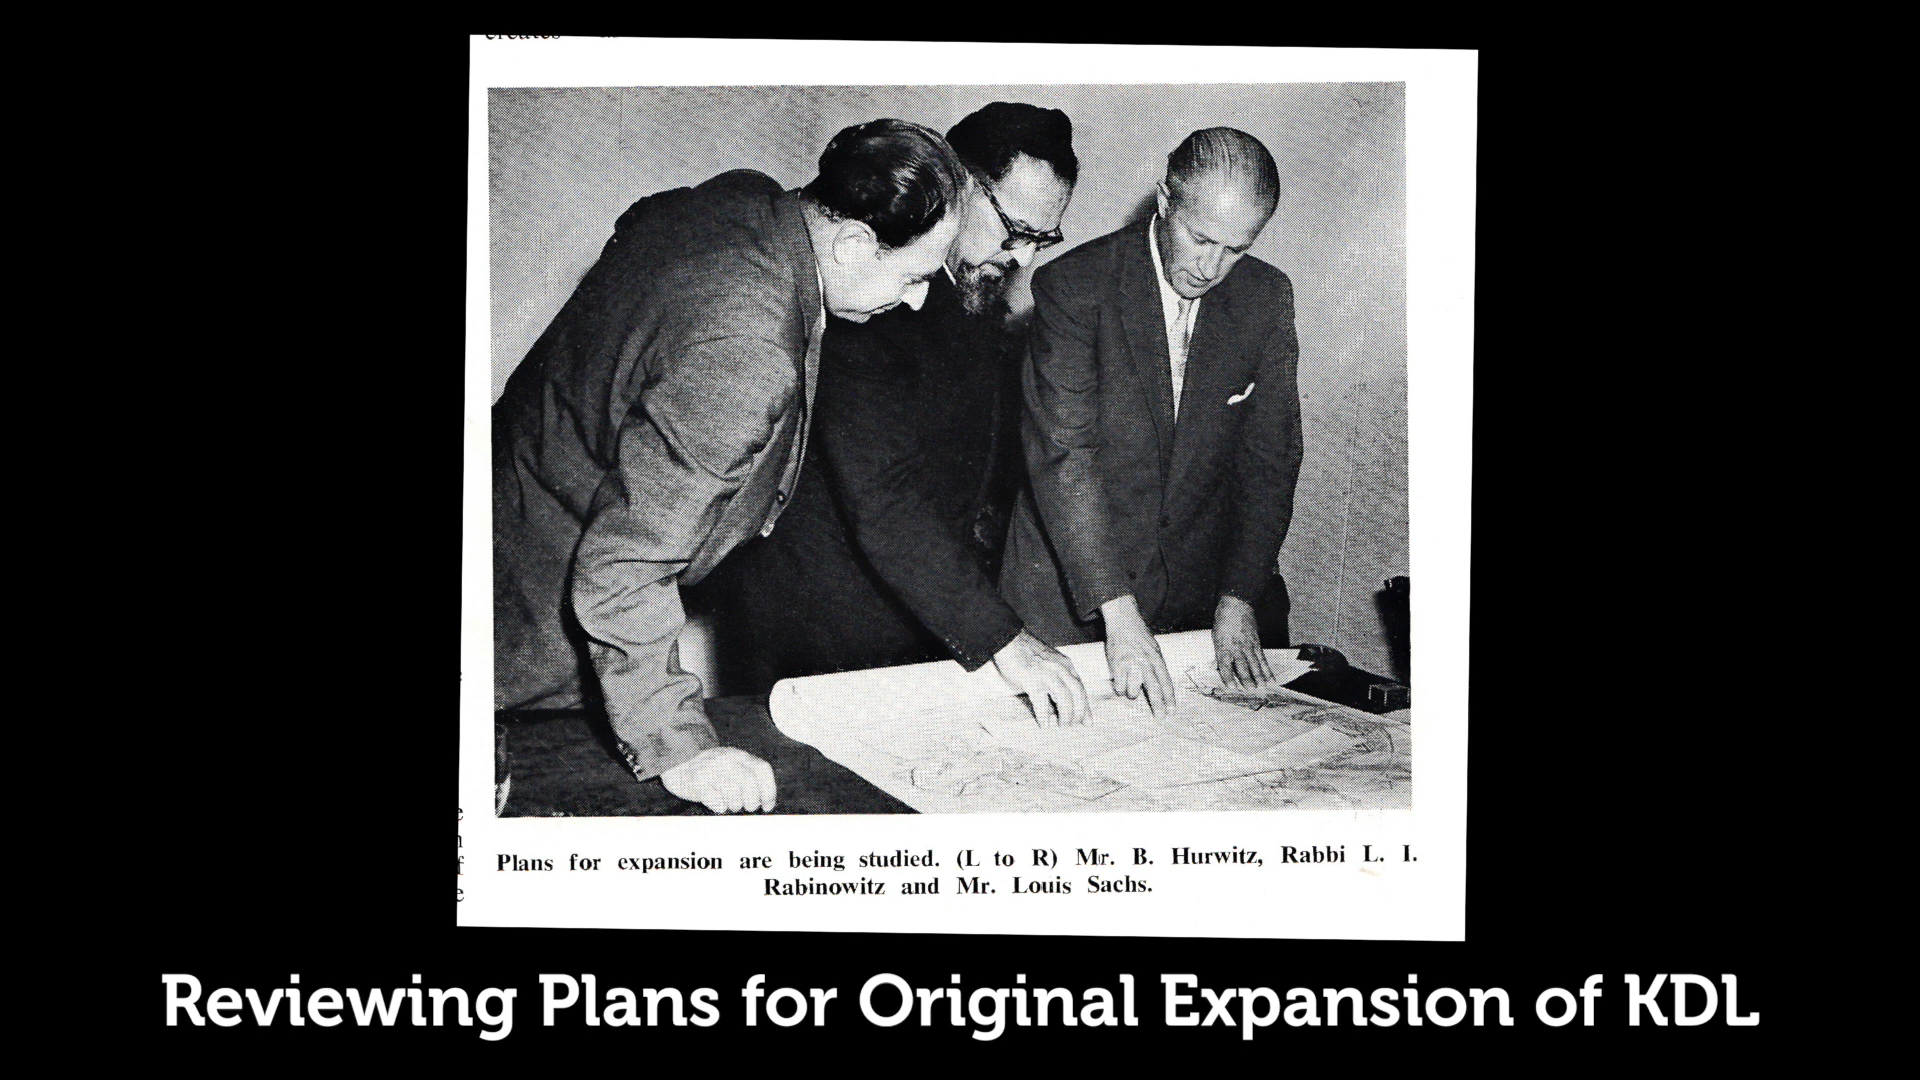 creates
Plans for expansion are being studied. (L to R) Mr. B. Hurwitz, Rabbi L. I.
Rabinowitz and Mr. Louis Sachs.
Reviewing Plans for Original Expansion of KDL